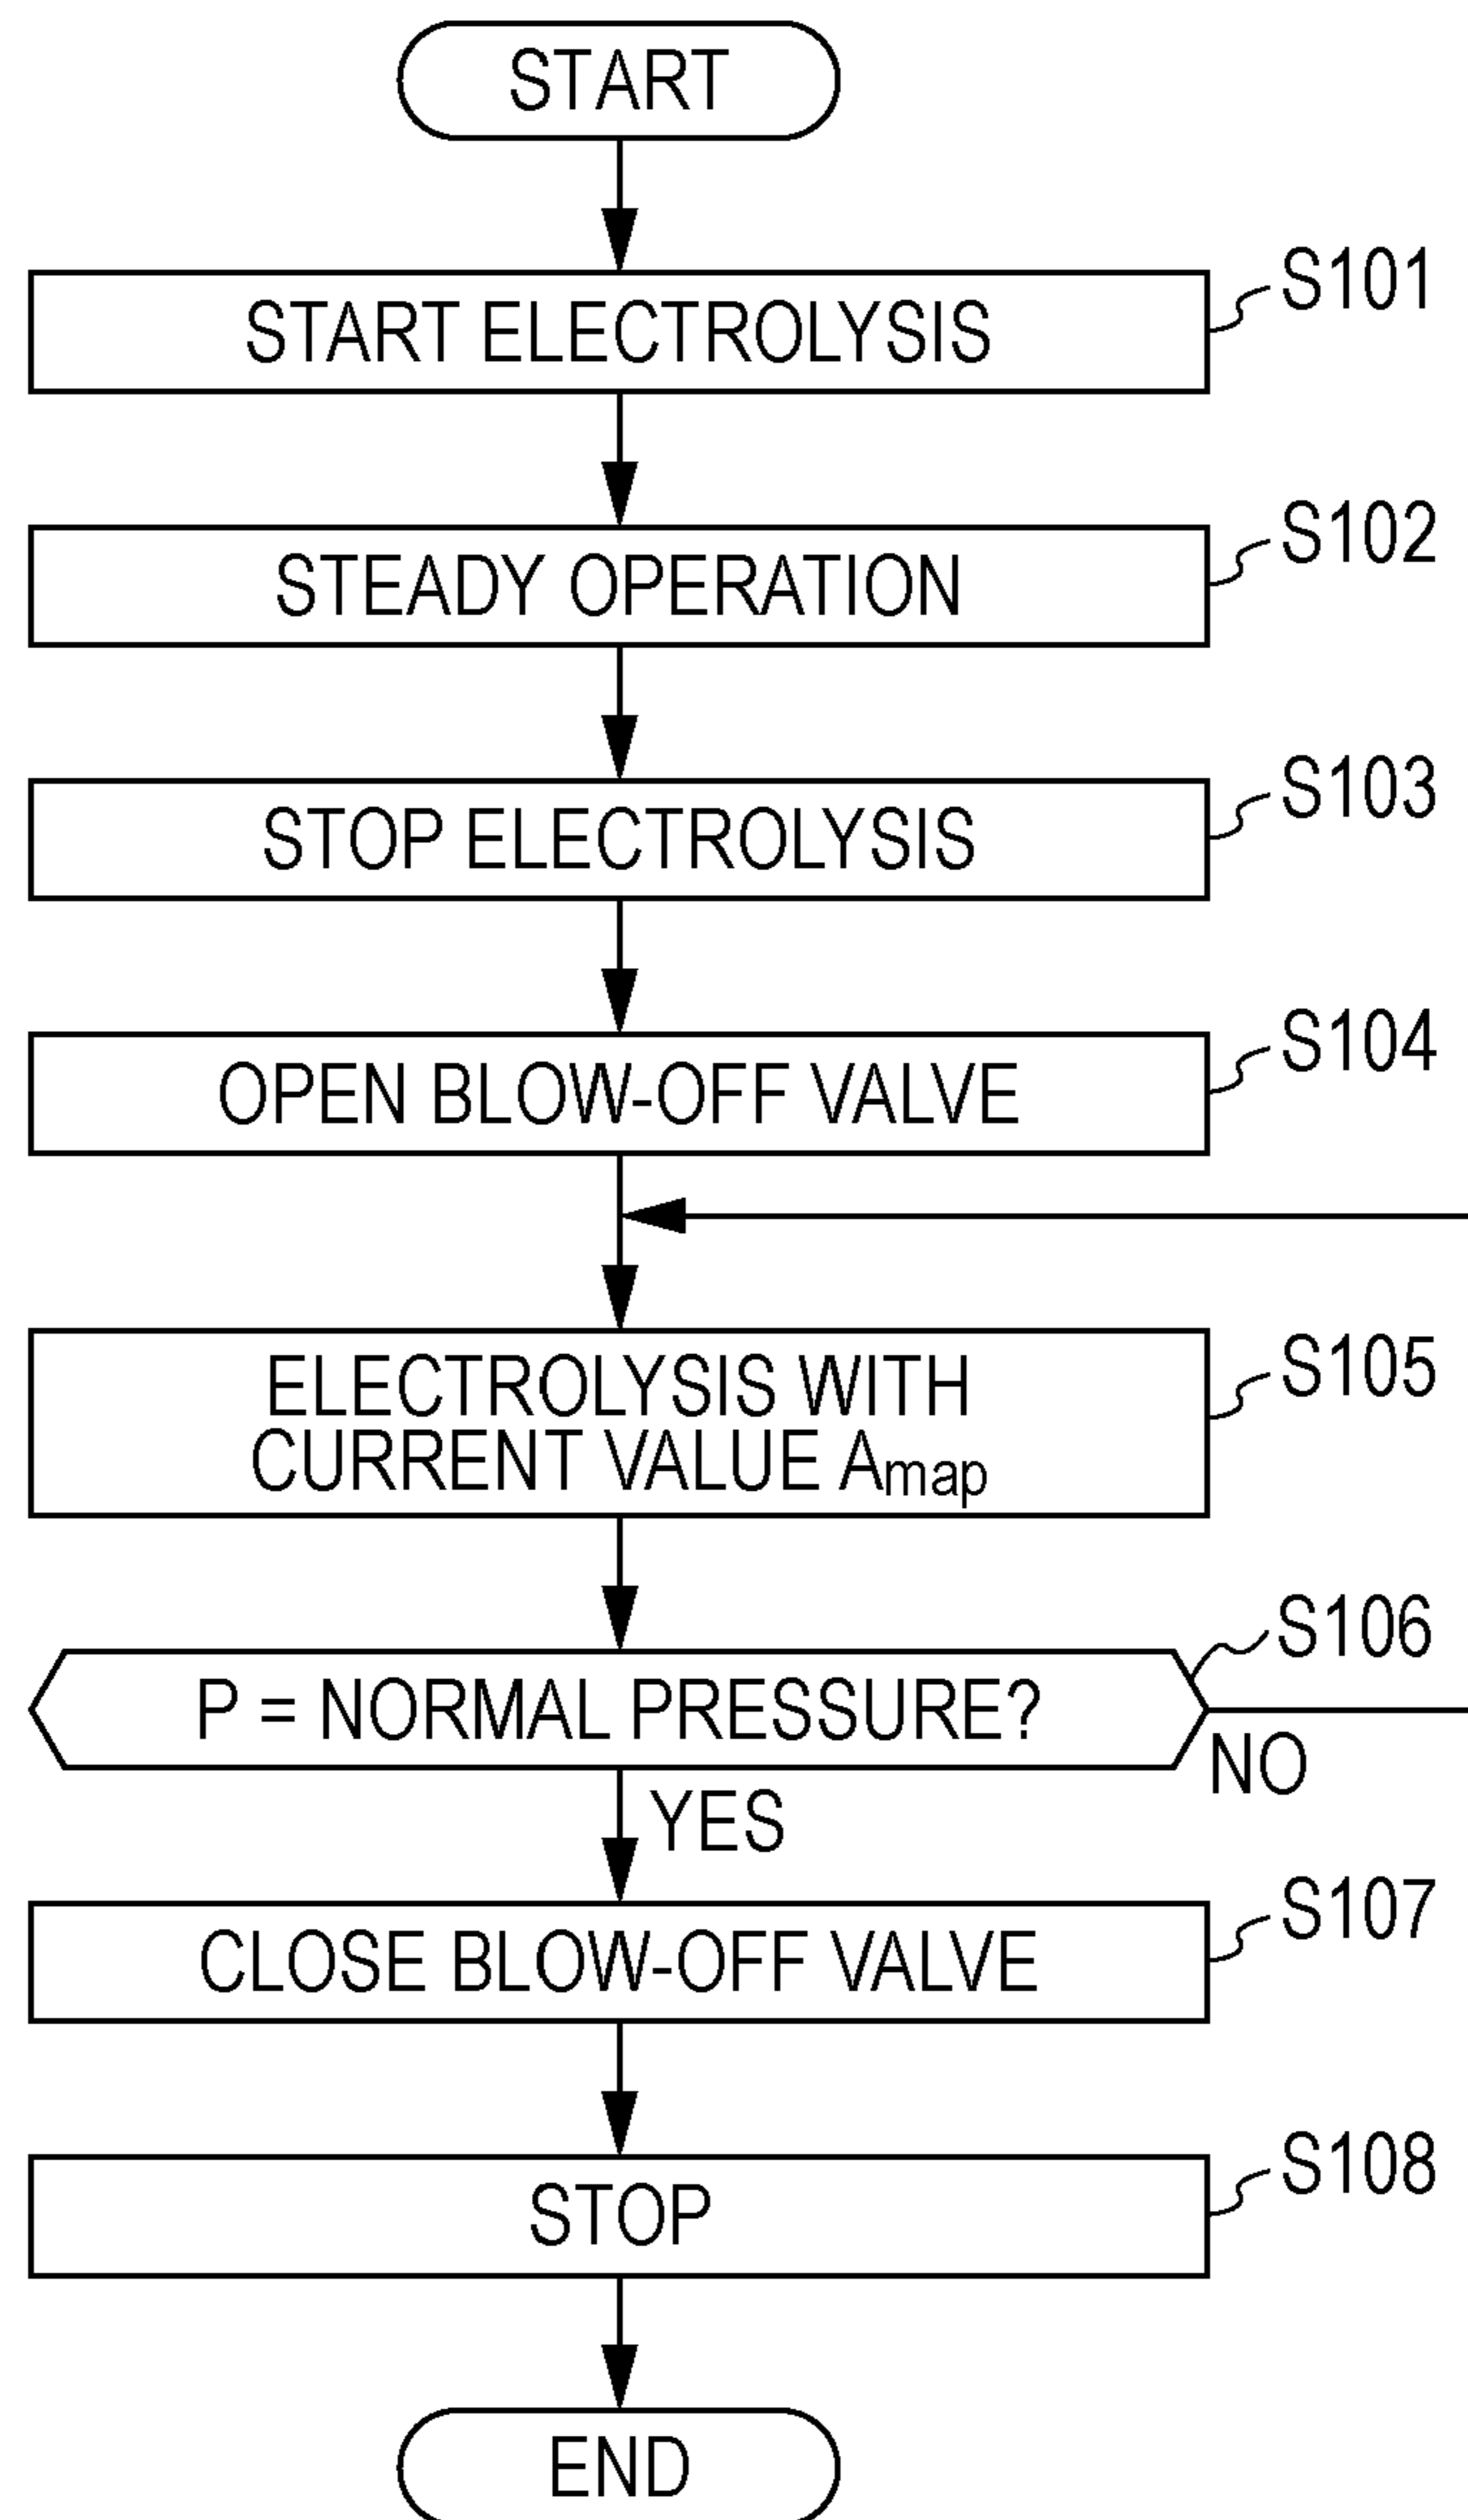 START
START ELECTROLYSIS
S101
STEADY OPERATION
S102
STOP ELECTROLYSIS
S103
OPEN BLOW-OFF VALVE
S104
ELECTROLYSIS WITH
CURRENT VALUE Amap
S105
P = NORMAL PRESSURE?
S106
NO
YES
CLOSE BLOW-OFF VALVE
S107
STOP
S108
END